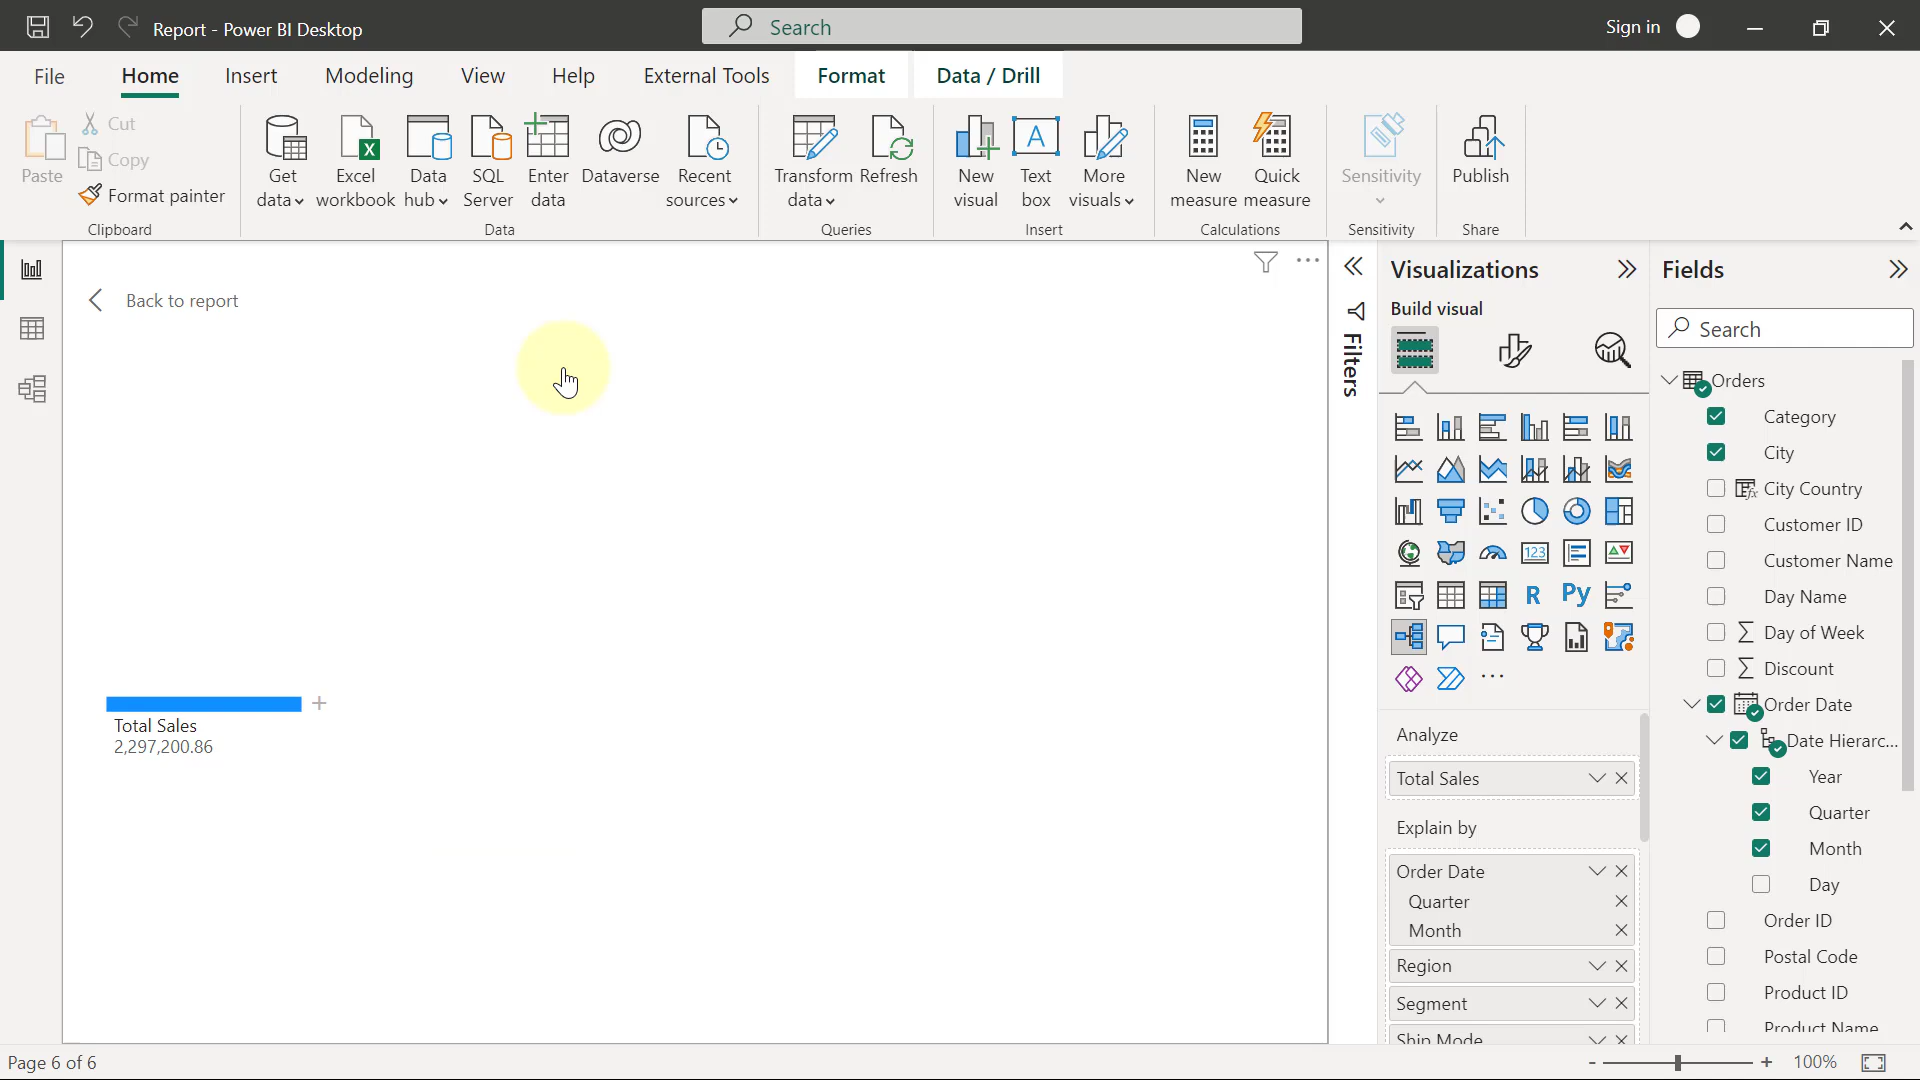 Report - Power BI Desktop
Search
Sign in
File
Home
Insert
Modeling
View
Help
External Tools
Format
Data / Drill
Paste
Cut
Copy
Format painter
Clipboard
Get
data
Excel
workbook
Data
hub
SQL
Server
Enter
data
Dataverse
Recent
sources
Data
Transform
data
Refresh
Queries
New
visual
Text
box
More
visuals
Insert
New
measure
Quick
measure
Calculations
Sensitivity
Sensitivity
Publish
Share
Back to report
Total Sales
2,297,200.86
Filters
Visualizations
Build visual
123
R
Py
Analyze
Total Sales
Explain by
Order Date
Quarter
Month
Region
Segment
Ship Mode
Fields
Search
Orders
Category
City
City Country
Customer ID
Customer Name
Day Name
Day of Week
Discount
Order Date
Date Hierarc...
Year
Quarter
Month
Day
Order ID
Postal Code
Product ID
Product Name
Page 6 of 6
- + 100%